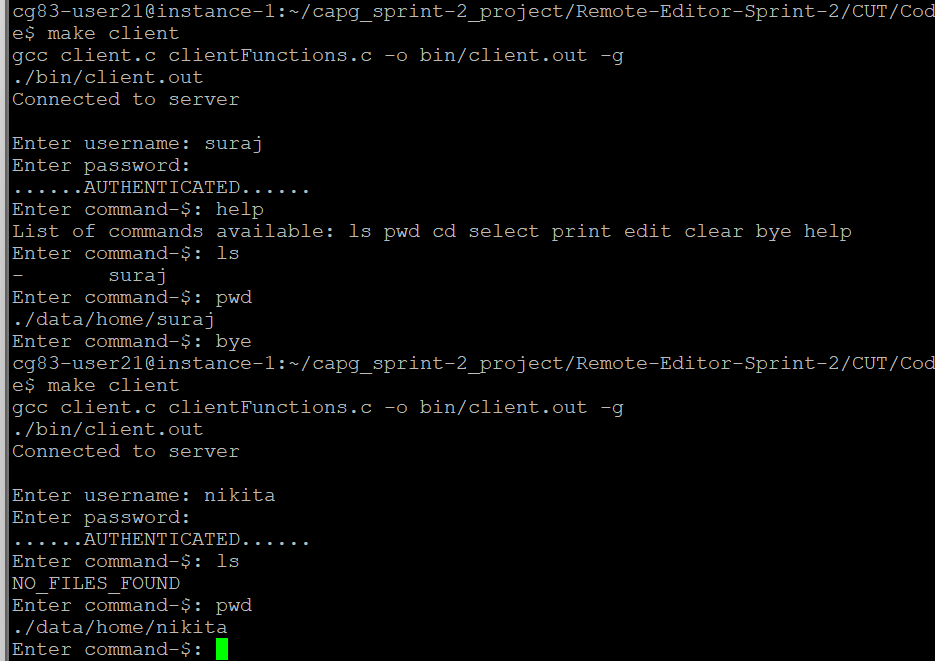 cg83-user21@instance-1:~/capg_sprint-2_project/Remote-Editor-Sprint-2/CUT/Cod
e$ make client
gcc client.c clientFunctions.c -o bin/client.out -g
./bin/client.out
Connected to server
Enter username: suraj
Enter password:
......AUTHENTICATED......
Enter command-$: help
List of commands available: ls pwd cd select print edit clear bye help
Enter command-$: ls
-       suraj
Enter command-$: pwd
./data/home/suraj
Enter command-$: bye
cg83-user21@instance-1:~/capg_sprint-2_project/Remote-Editor-Sprint-2/CUT/Cod
e$ make client
gcc client.c clientFunctions.c -o bin/client.out -g
./bin/client.out
Connected to server
Enter username: nikita
Enter password:
......AUTHENTICATED......
Enter command-$: ls
NO_FILES_FOUND
Enter command-$: pwd
./data/home/nikita
Enter command-$: